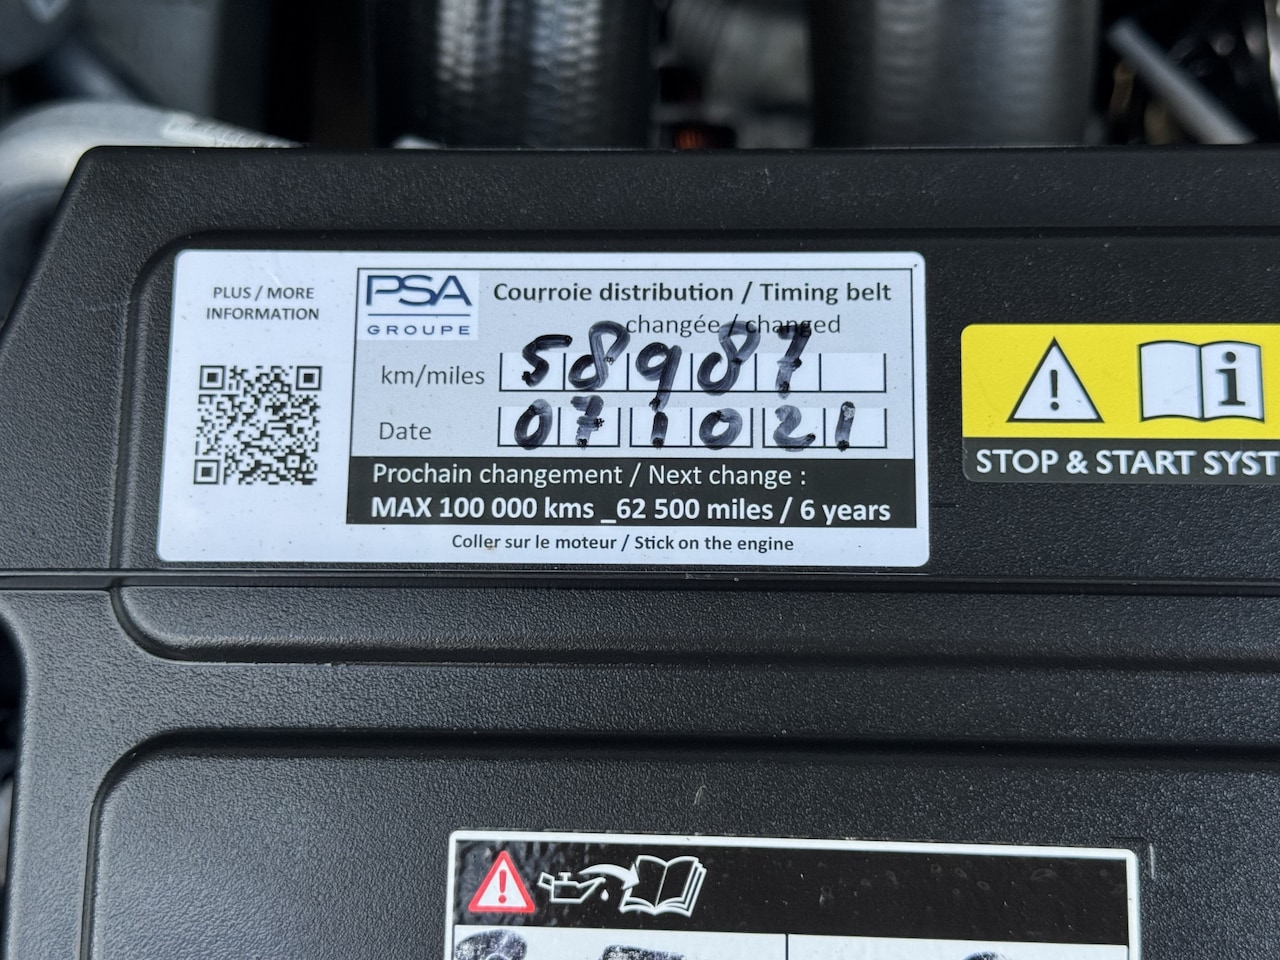 PLUS / MORE
INFORMATION
PSA
GROUPE
Courroie distribution / Timing belt
changée / changed
km/miles 58987
Date 07 10 21
Prochain changement / Next change :
MAX 100 000 kms _62 500 miles / 6 years
Coller sur le moteur / Stick on the engine
STOP & START SYST